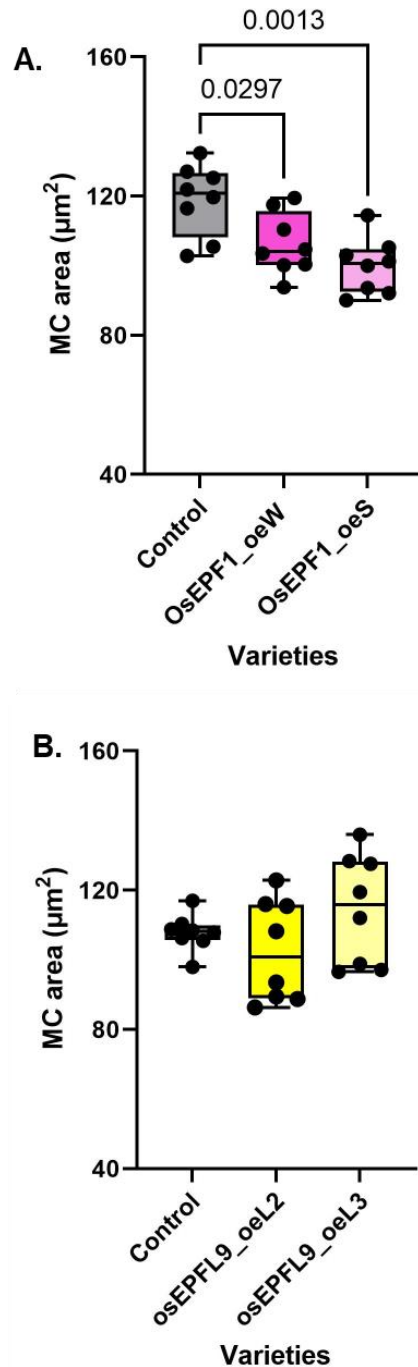 A.
0.0013
0.0297
MC area (µm²)
160
120
80
40
Control
OsEPF1_oeW
OsEPF1_oeS
Varieties
B.
MC area (µm²)
160
120
80
40
Control
osEPFL9_oeL2
osEPFL9_oeL3
Varieties